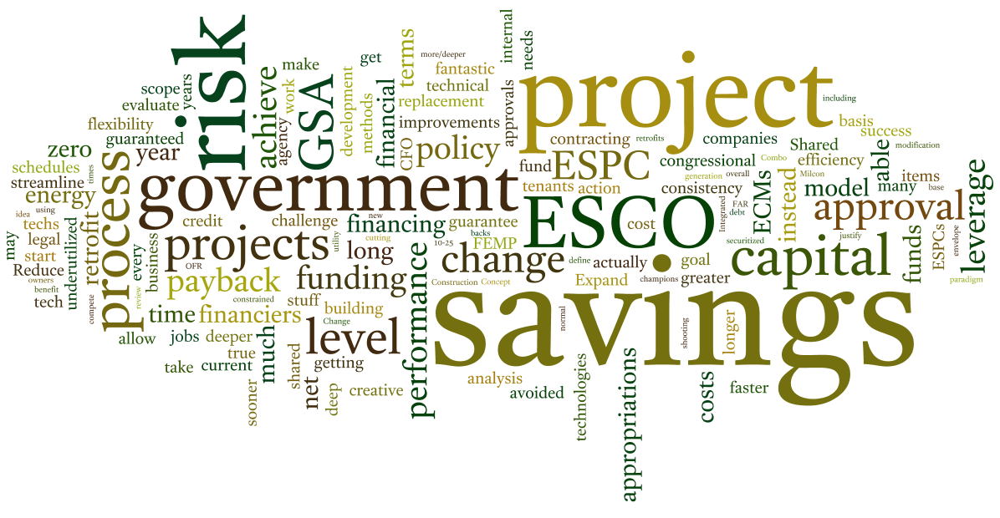 risk
project
government
savings
ESCO
capital
process
projects
GSA
ESPC
approval
change
level
funding
performance
leverage
payback
policy
financing
appropriations
achieve
terms
internal
needs
more/deeper
fantastic
get
make
technical
replacement
scope
years
evaluate
work
development
methods
financial
improvements
approvals
including
basis
success
flexibility
guaranteed
agency
CFO
contracting
retrofits
companies
Shared
modification
zero
year
fund
congressional
Combo
efficiency
able
schedules
streamline
times
tenants
action
generation
overall
consistency
ECMs
instead
Milcon
model
many
items
base
energy
idea
using
techs
legal
start
may
Reduce
owners
benefit
tech
underutilized
retrofit
compete
every
business
review
credit
challenge
utility
new
cutting
long
guarantee
backs
FEMP
10-25
cost
Integrated
FAR
debt
securitized
justify
funds
ESPCs
envelope
paradigm
OFR
define
actually
goal
greater
champions
Expand
Construction
Concept
constrained
stuff
building
Change
time
financiers
allow
jobs
deeper
true
take
current
much
shared
getting
net
deep
creative
sooner
normal
shooting
longer
analysis
avoided
technologies
costs
faster